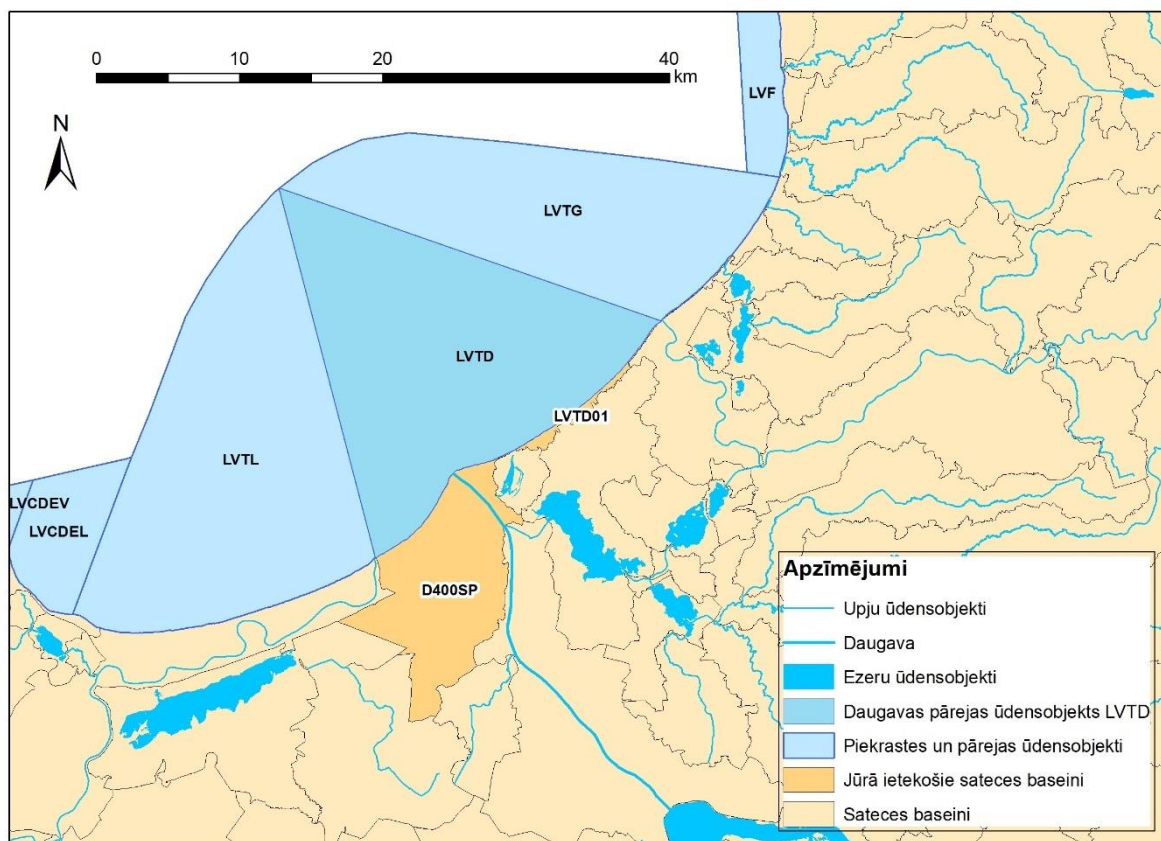 0 10 20 40
km
N
LVF
LVTG
LVTD
LVTD01
LVTL
LVCDEV
LVCDEL
D400SP
Apzīmējumi
Upju ūdensobjekti
Daugava
Ezeru ūdensobjekti
Daugavas pārejas ūdensobjekts LVTD
Piekrastes un pārejas ūdensobjekti
Jūrā ietekošie sateces baseini
Sateces baseini